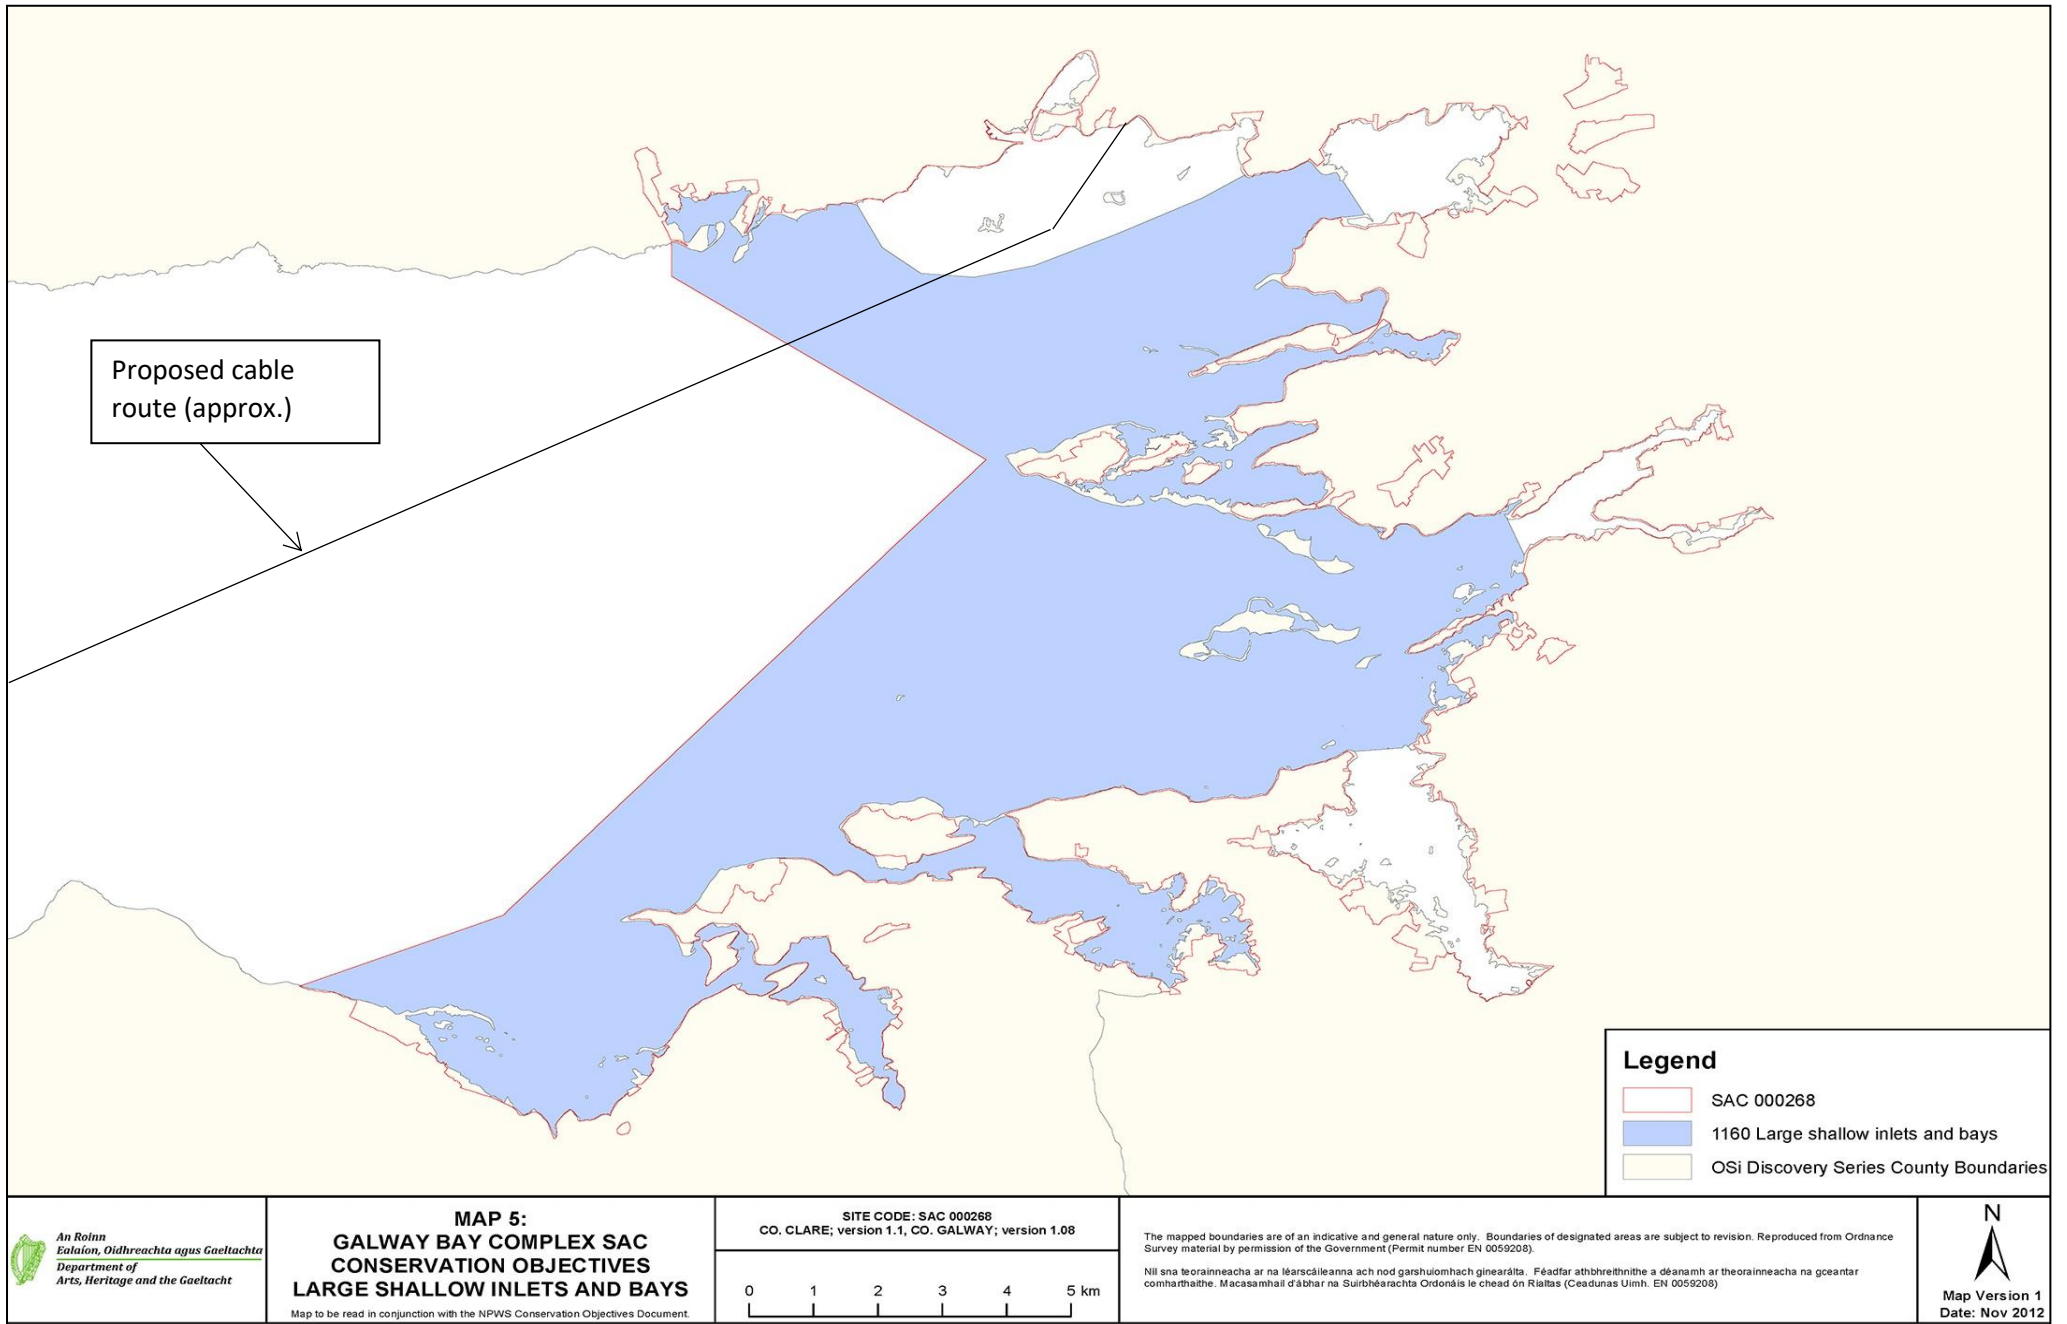 Proposed cable
route (approx.)
Legend
SAC 000268
1160 Large shallow inlets and bays
OSi Discovery Series County Boundaries
An Roinn
Ealaíon, Oidhreachta agus Gaeltachta
Department of
Arts, Heritage and the Gaeltacht
MAP 5:
GALWAY BAY COMPLEX SAC
CONSERVATION OBJECTIVES
LARGE SHALLOW INLETS AND BAYS
Map to be read in conjunction with the NPWS Conservation Objectives Document.
SITE CODE: SAC 000268
CO. CLARE; version 1.1, CO. GALWAY; version 1.08
0 1 2 3 4 5 km
The mapped boundaries are of an indicative and general nature only. Boundaries of designated areas are subject to revision. Reproduced from Ordnance
Survey material by permission of the Government (Permit number EN 0059208).
Níl sna teorainneacha ar na léarscáileanna ach nod garshuiomhach ginearálta. Féadfar athbhreithnithe a déanamh ar theorainneacha na gceantar
comharthaithe. Macasamhail d'ábhar na Suirbhéarachta Ordonáis le chead ón Rialtas (Ceadunas Uimh. EN 0059208)
N
Map Version 1
Date: Nov 2012